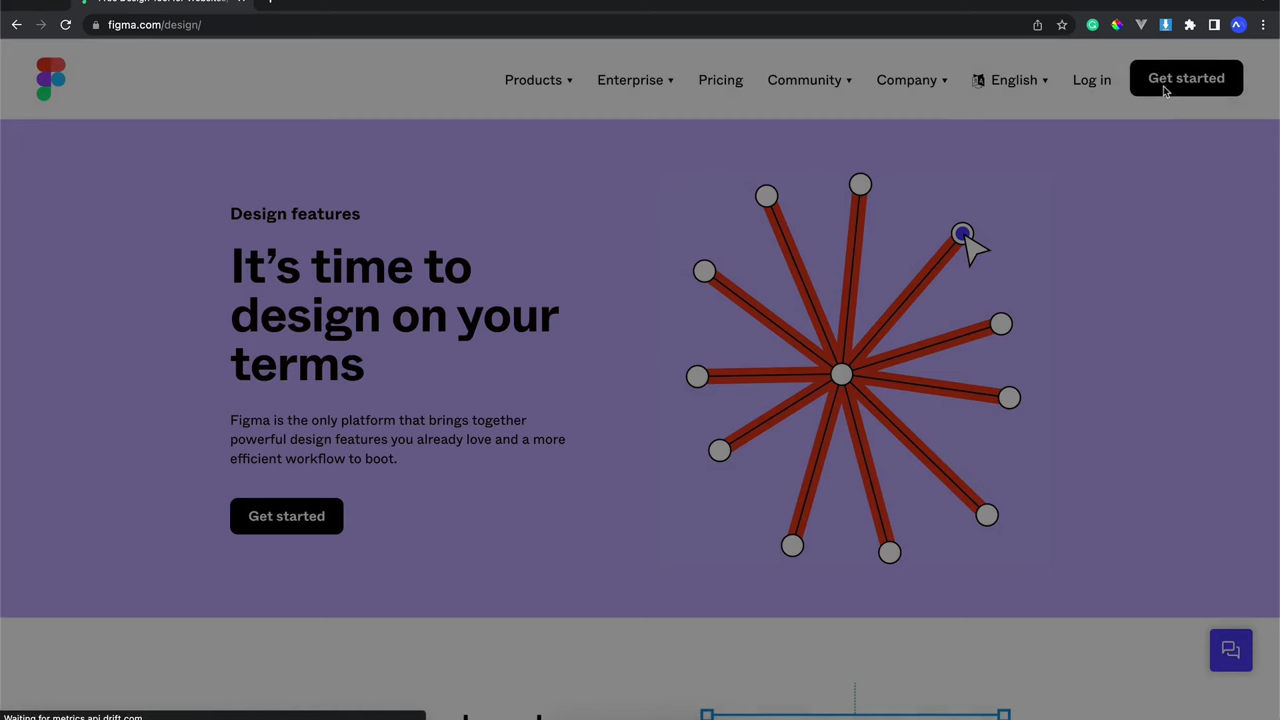 figma.com/design/
Products
Enterprise
Pricing
Community
Company
English
Log in
Get started
Design features
It's time to
design on your
terms
Figma is the only platform that brings together
powerful design features you already love and a more
efficient workflow to boot.
Get started
Waiting for metrics.api.drift.com